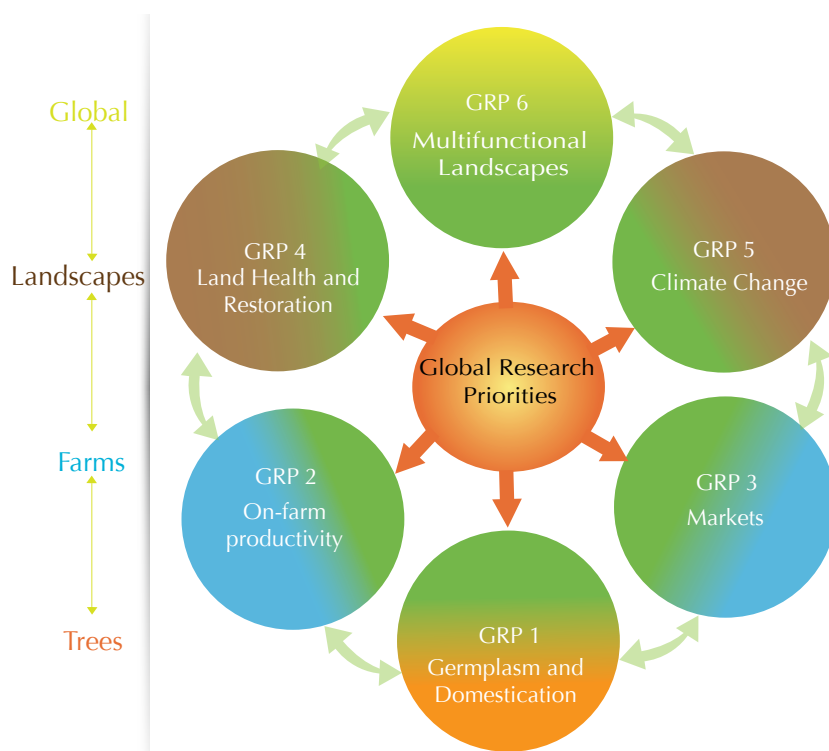 Global
Landscapes
Farms
Trees
GRP 6
Multifunctional
Landscapes
GRP 4
Land Health and
Restoration
GRP 5
Climate Change
Global Research
Priorities
GRP 2
On-farm
productivity
GRP 3
Markets
GRP 1
Germplasm and
Domestication